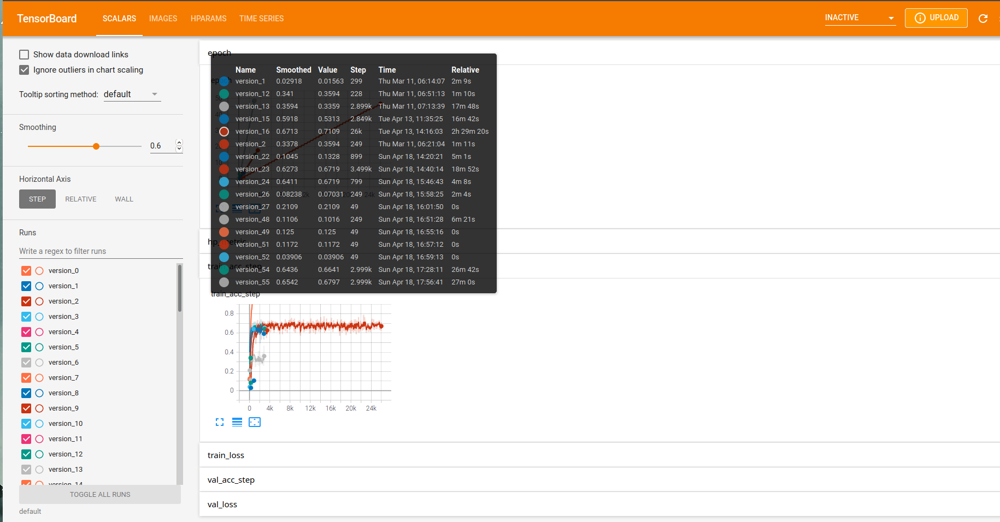 TensorBoard SCALARS IMAGES HPARAMS TIME SERIES INACTIVE UPLOAD
Show data download links
Ignore outliers in chart scaling
Tooltip sorting method: default
Smoothing
0.6
Horizontal Axis
STEP RELATIVE WALL
Runs
Write a regex to filter runs
version_0
version_1
version_2
version_3
version_4
version_5
version_6
version_7
version_8
version_9
version_10
version_11
version_12
version_13
version_14
TOGGLE ALL RUNS
default
epoch
Name Smoothed Value Step Time Relative
version_1 0.02918 0.01563 299 Thu Mar 11, 06:14:07 2m 9s
version_12 0.341 0.3594 228 Thu Mar 11, 06:51:13 1m 10s
version_13 0.3594 0.3359 2.899k Thu Mar 11, 07:13:39 17m 48s
version_15 0.5918 0.5313 2.849k Tue Apr 13, 11:35:25 16m 42s
version_16 0.6713 0.7109 26k Tue Apr 13, 14:16:03 2h 29m 20s
version_2 0.3378 0.3594 249 Thu Mar 11, 06:21:04 1m 11s
version_22 0.1045 0.1328 899 Sun Apr 18, 14:20:21 5m 1s
version_23 0.6273 0.6719 3.499k Sun Apr 18, 14:40:14 18m 52s
version_24 0.6411 0.6719 799 Sun Apr 18, 15:46:43 4m 8s
version_26 0.08238 0.07031 249 Sun Apr 18, 15:58:25 2m 4s
version_27 0.2109 0.2109 49 Sun Apr 18, 16:01:50 0s
version_48 0.1106 0.1016 249 Sun Apr 18, 16:51:28 6m 21s
version_49 0.125 0.125 49 Sun Apr 18, 16:55:16 0s
version_51 0.1172 0.1172 49 Sun Apr 18, 16:57:12 0s
version_52 0.03906 0.03906 49 Sun Apr 18, 16:59:13 0s
version_54 0.6436 0.6641 2.999k Sun Apr 18, 17:28:11 26m 42s
version_55 0.6542 0.6797 2.999k Sun Apr 18, 17:56:41 27m 0s
hp_metric
train_acc_step
train_acc_step
0.8
0.6
0.4
0.2
0
0 4k 8k 12k 16k 20k 24k
train_loss
val_acc_step
val_loss